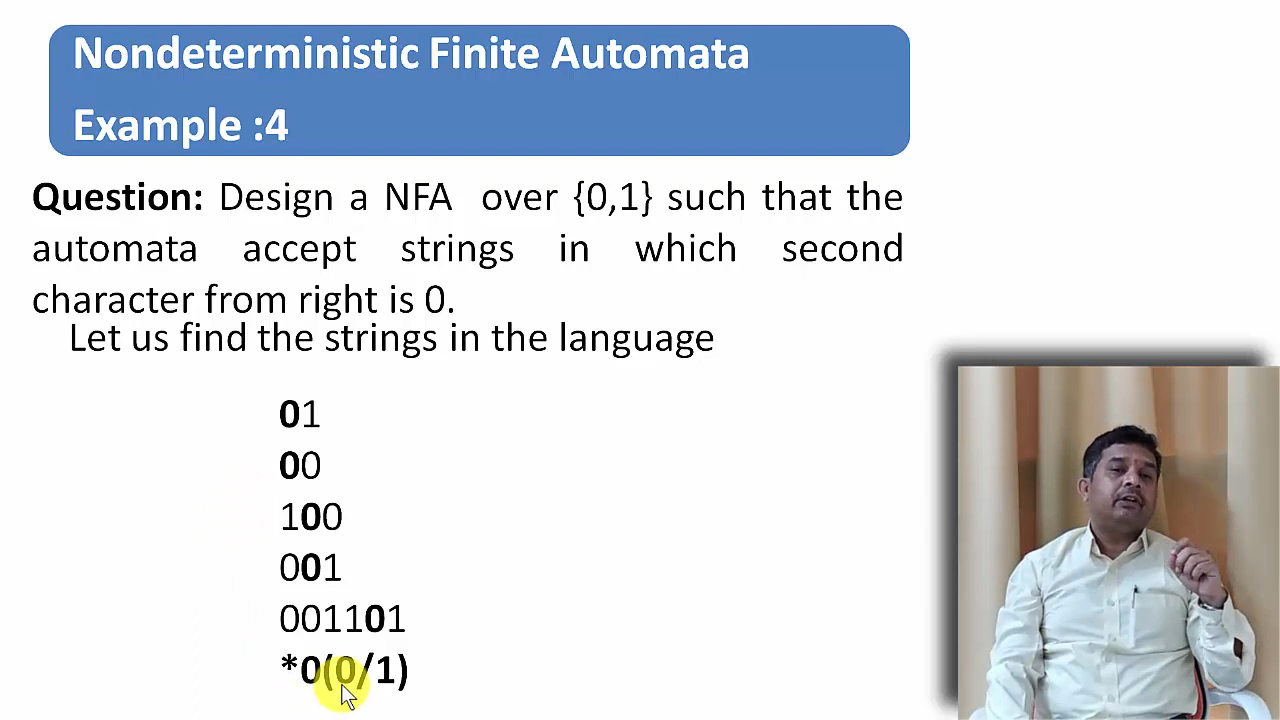 Nondeterministic Finite Automata
Example :4
Question: Design a NFA over {0,1} such that the
automata accept strings in which second
character from right is 0.
Let us find the strings in the language
01
00
100
001
001101
*0(0/1)